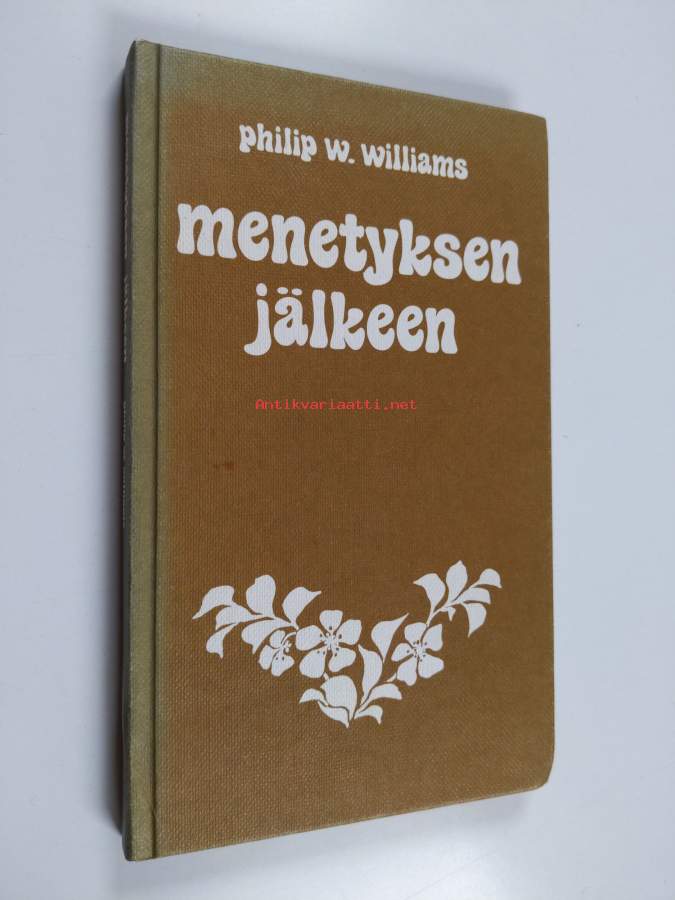 philip w. williams
menetyksen
jälkeen
Antikvariaatti.net